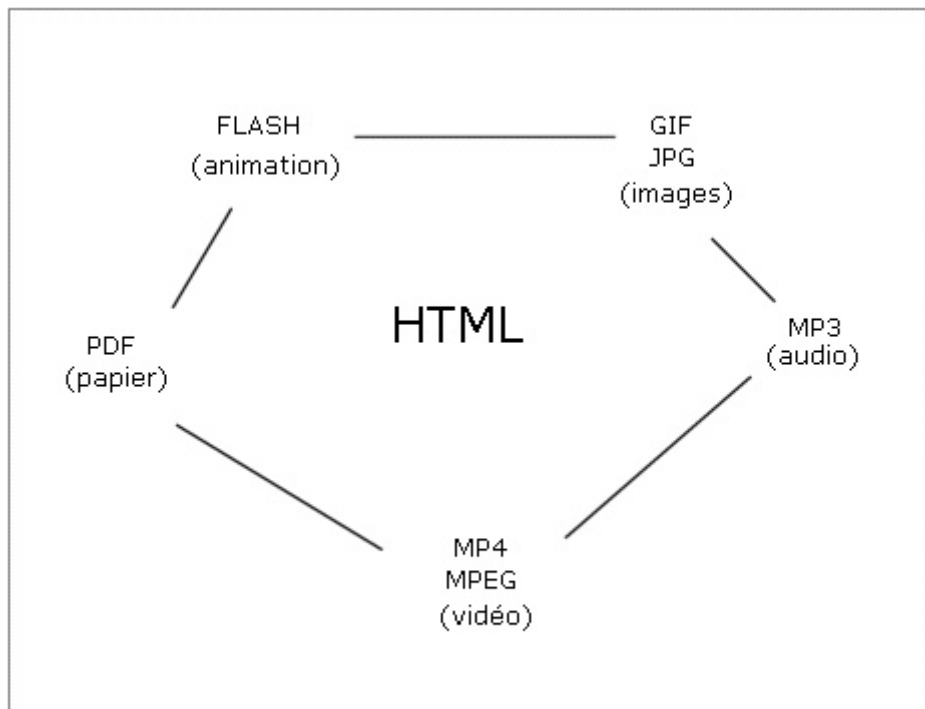 FLASH
(animation)
GIF
JPG
(images)
HTML
PDF
(papier)
MP3
(audio)
MP4
MPEG
(vidéo)